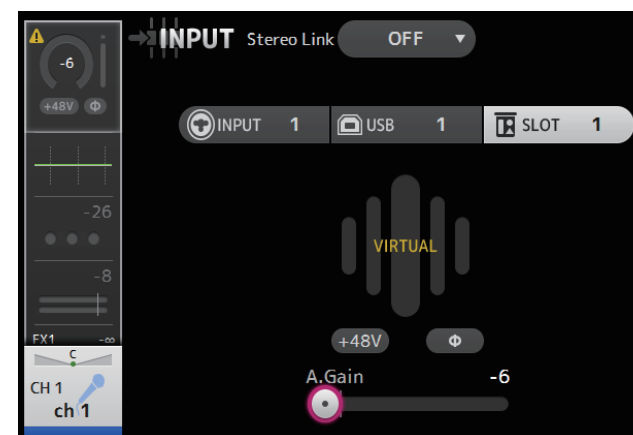 -6
+48V Φ
-26
-8
FX1 -∞
C
CH 1
ch 1
INPUT Stereo Link OFF
INPUT 1 USB 1 SLOT 1
VIRTUAL
+48V Φ
A.Gain -6